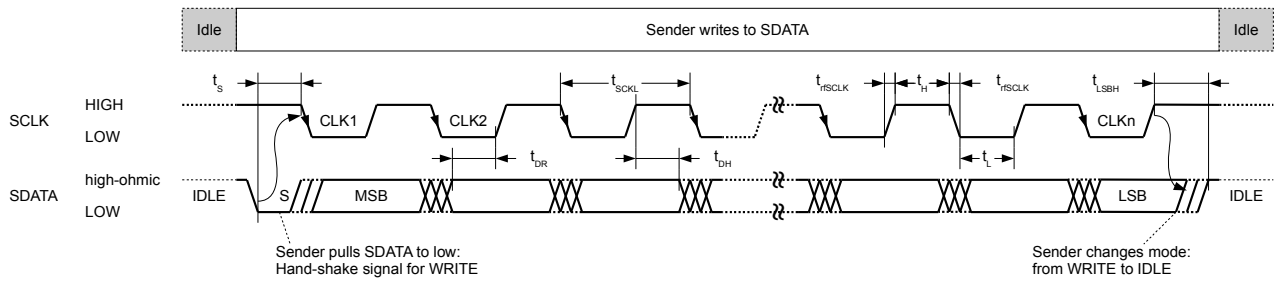 Idle
Sender writes to SDATA
Idle
tS
tSCKL
trfSCLK
tH
trfSCLK
tLSBH
SCLK
HIGH
LOW
CLK1
CLK2
CLKn
tDR
tDH
tL
SDATA
high-ohmic
LOW
IDLE
S
MSB
LSB
IDLE
Sender pulls SDATA to low:
Hand-shake signal for WRITE
Sender changes mode:
from WRITE to IDLE